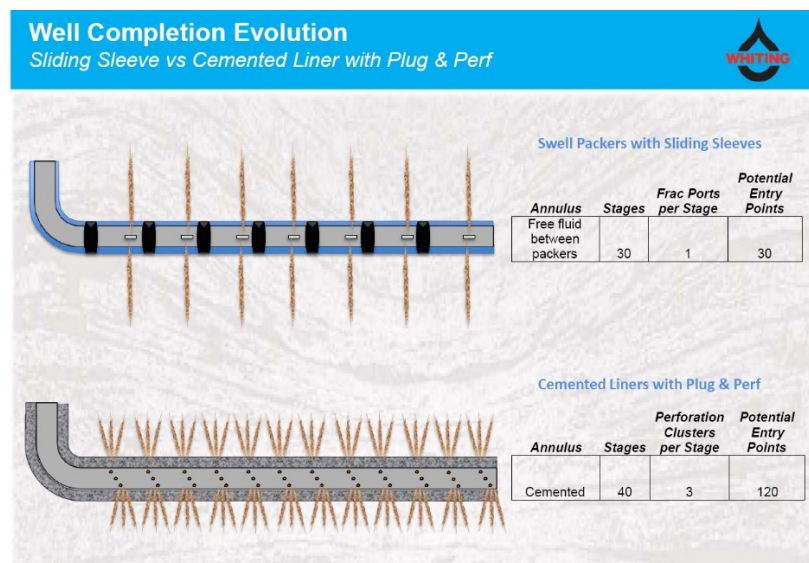 Well Completion Evolution
Sliding Sleeve vs Cemented Liner with Plug & Perf
WHITING
Swell Packers with Sliding Sleeves
Annulus Stages Frac Ports per Stage Potential Entry Points
Free fluid between packers 30 1 30
Cemented Liners with Plug & Perf
Annulus Stages Perforation Clusters per Stage Potential Entry Points
Cemented 40 3 120